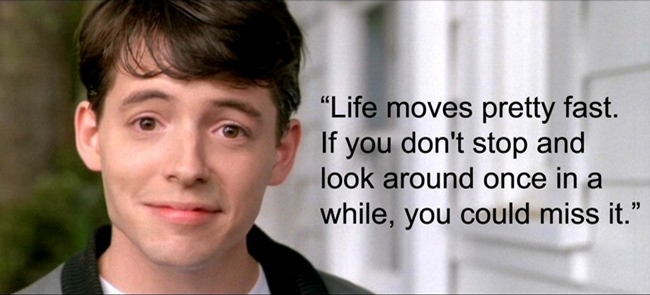 “Life moves pretty fast.
If you don't stop and
look around once in a
while, you could miss it.”